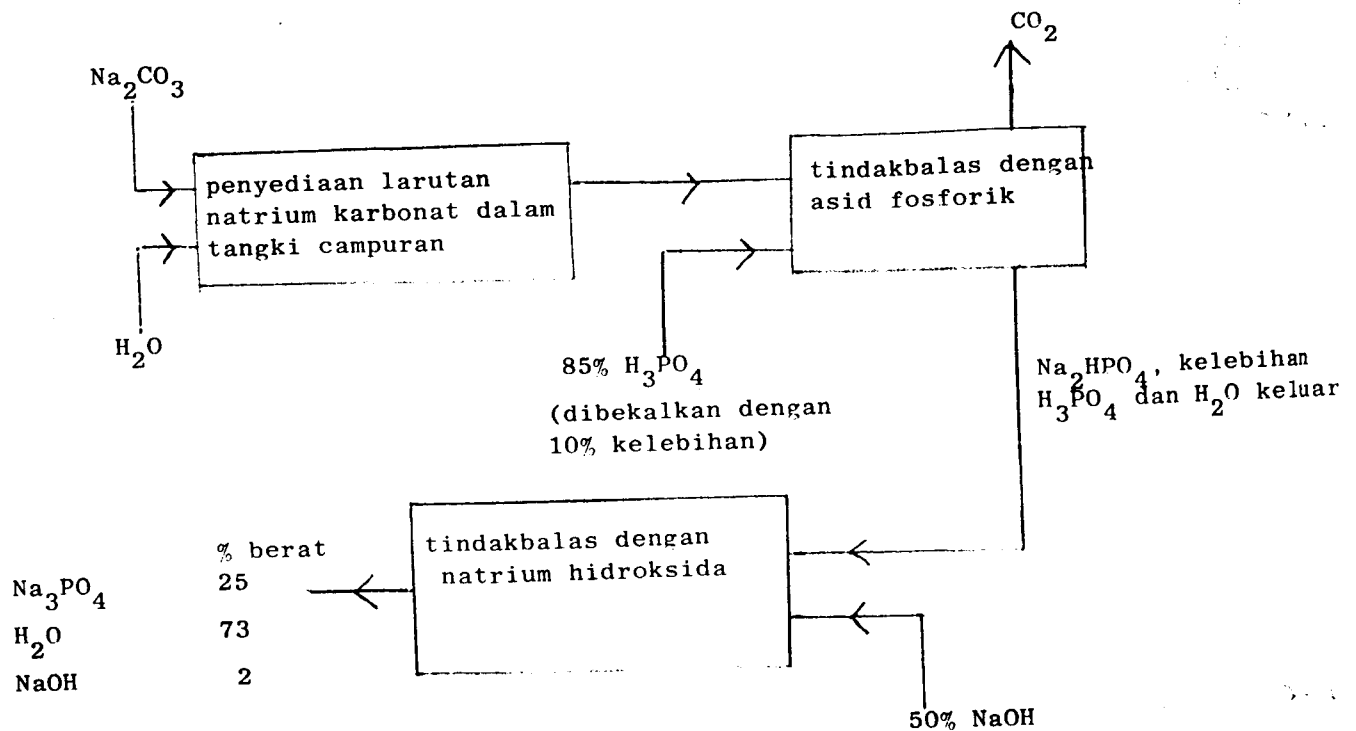 CO2
Na2CO3
penyediaan larutan
natrium karbonat dalam
tangki campuran
tindakbalas dengan
asid fosforik
H2O
85% H3PO4
(dibekalkan dengan
10% kelebihan)
Na2HPO4, kelebihan
H3PO4 dan H2O keluar
% berat
Na3PO4 25
H2O 73
NaOH 2
tindakbalas dengan
natrium hidroksida
50% NaOH